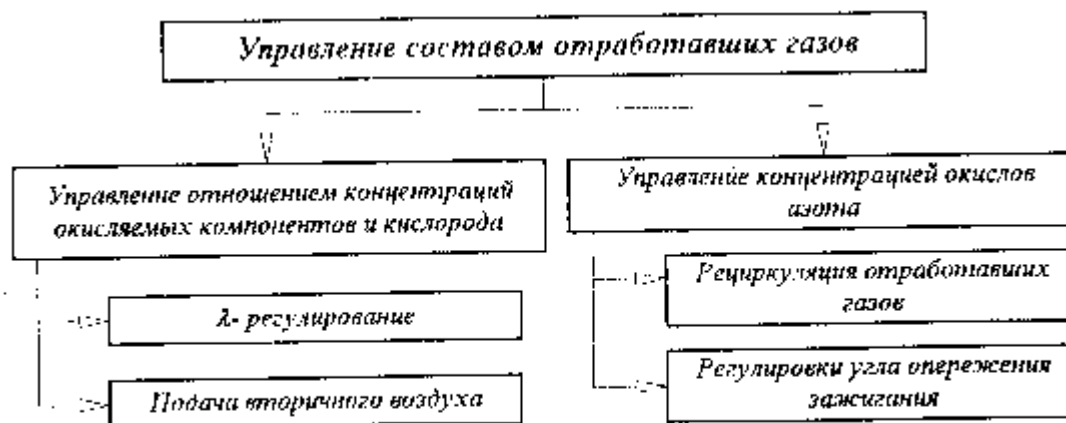 Управление составом отработавших газов
Управление отношением концентраций
окисляемых компонентов и кислорода
λ- регулирование
Подача вторичного воздуха
Управление концентрацией окислов
азота
Рециркуляция отработавших
газов
Регулировки угла опережения
зажигания